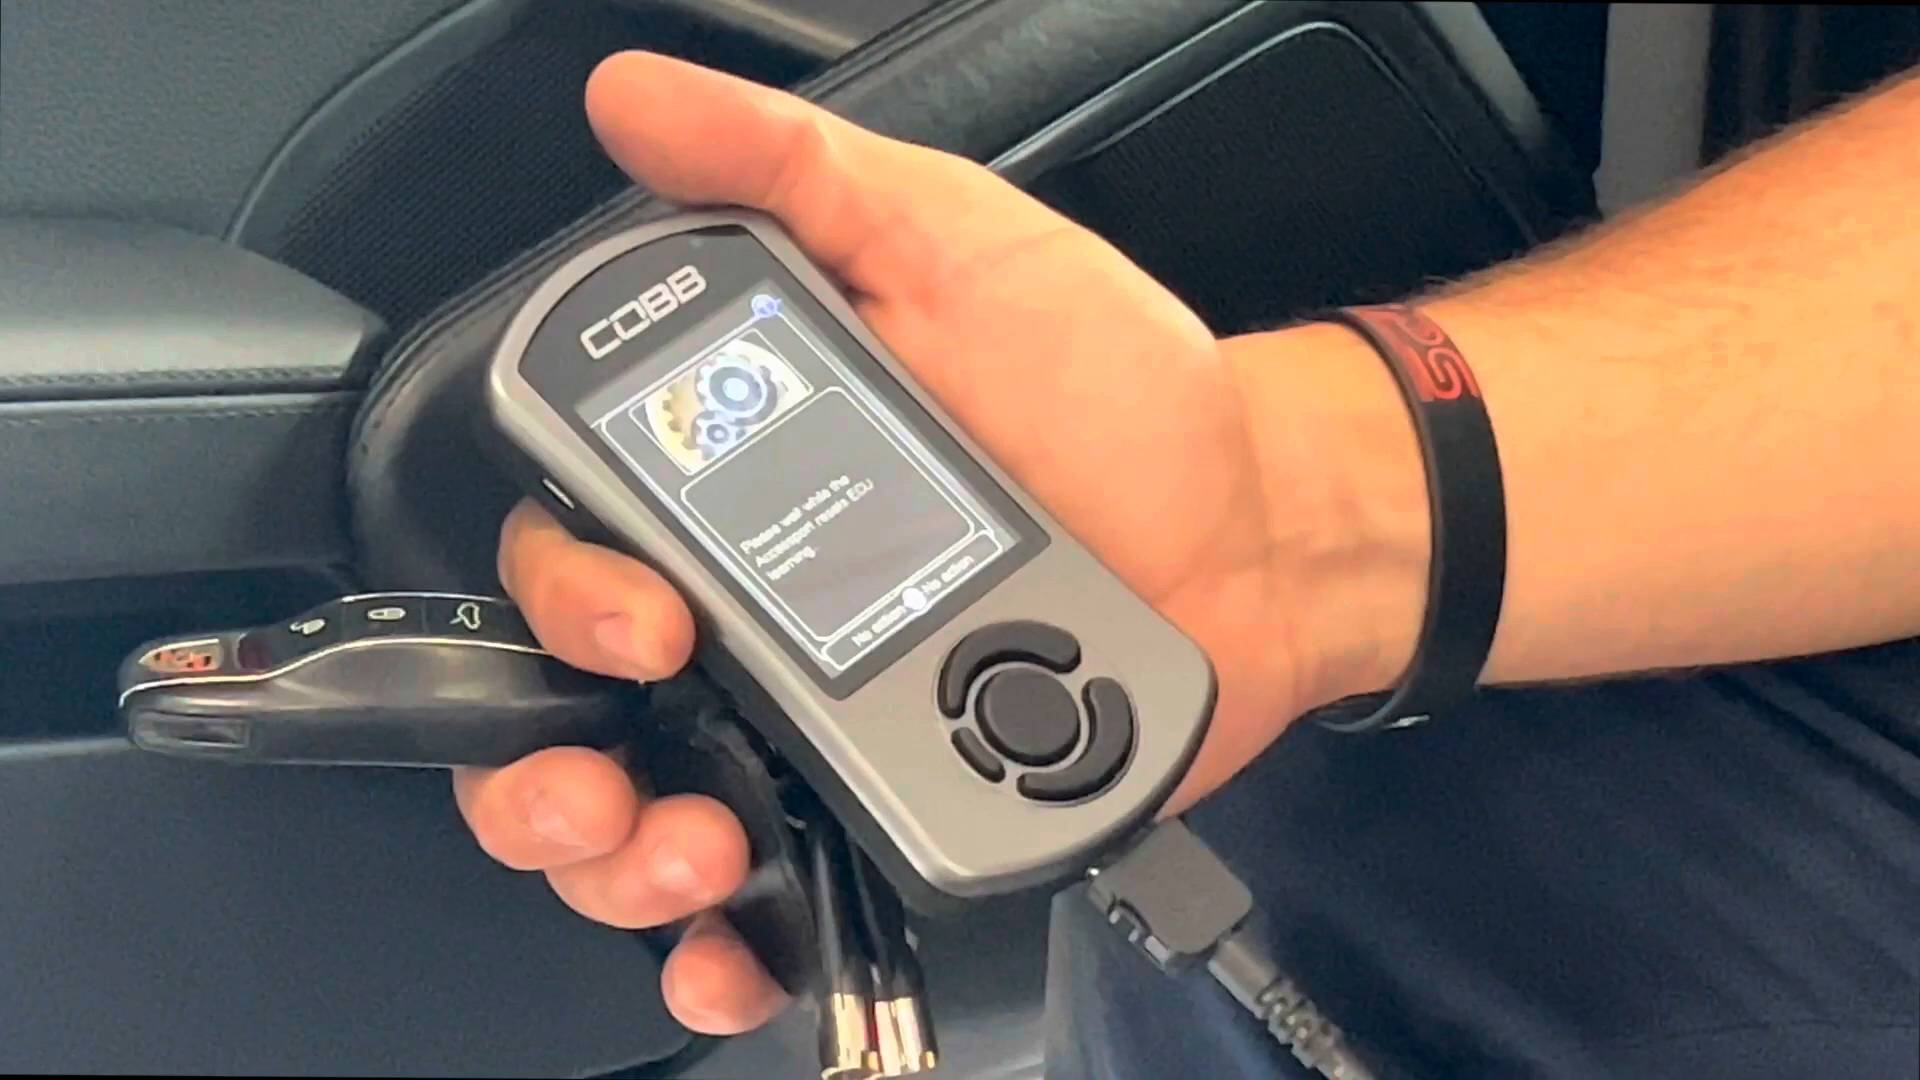 COBB
Please wait while the
Accessport resets ECU
learning.
No action No action